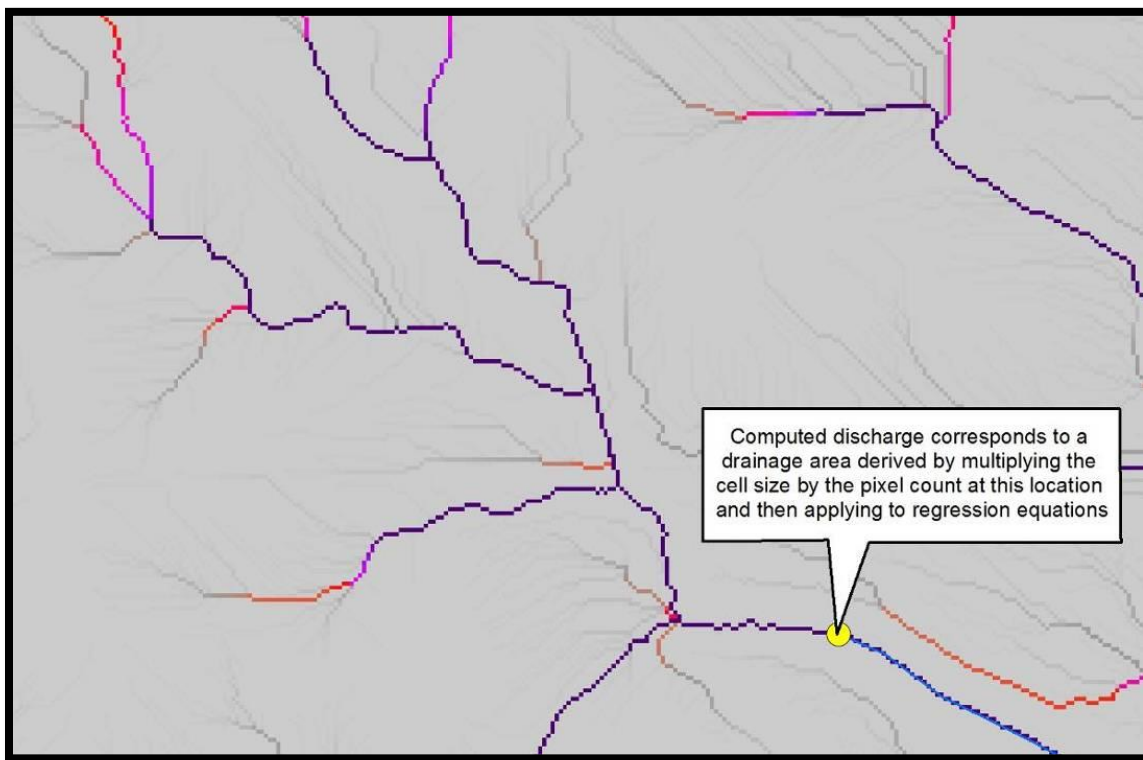 Computed discharge corresponds to a
drainage area derived by multiplying the
cell size by the pixel count at this location
and then applying to regression equations